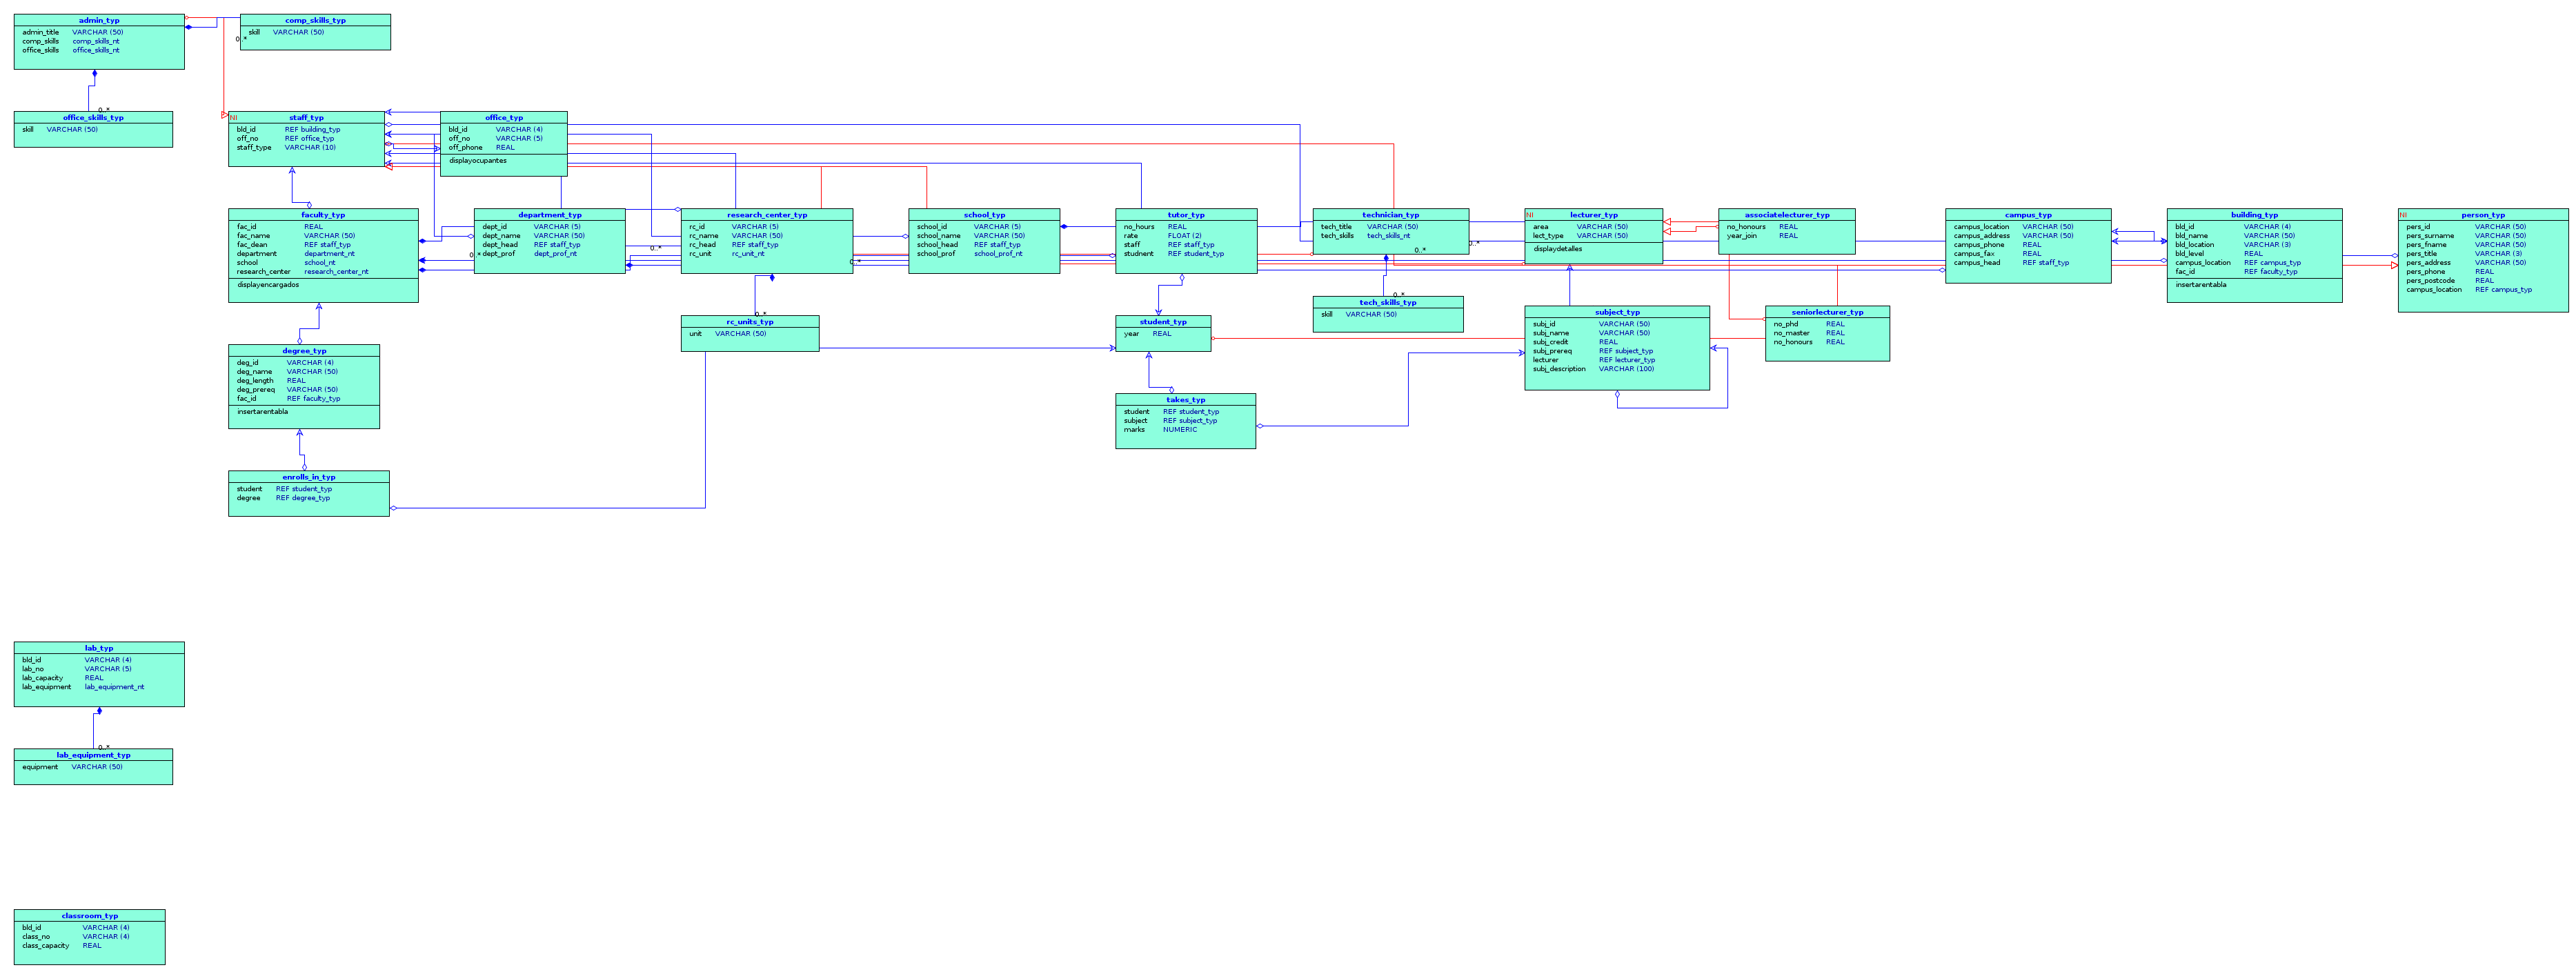 admin_typ
admin_title VARCHAR (50)
comp_skills comp_skills_nt
office_skills office_skills_nt
comp_skills_typ
skill VARCHAR (50)
0..*
0..*
office_skills_typ
skill VARCHAR (50)
NI
staff_typ
bld_id REF building_typ
off_no REF office_typ
staff_type VARCHAR (10)
office_typ
bld_id VARCHAR (4)
off_no VARCHAR (5)
off_phone REAL
displayocupantes
faculty_typ
fac_id REAL
fac_name VARCHAR (50)
fac_dean REF staff_typ
department department_nt
school school_nt
research_center research_center_nt
displayencargados
0..*
department_typ
dept_id VARCHAR (5)
dept_name VARCHAR (50)
dept_head REF staff_typ
dept_prof dept_prof_nt
0..*
research_center_typ
rc_id VARCHAR (5)
rc_name VARCHAR (50)
rc_head REF staff_typ
rc_unit rc_unit_nt
0..*
school_typ
school_id VARCHAR (5)
school_name VARCHAR (50)
school_head REF staff_typ
school_prof school_prof_nt
tutor_typ
no_hours REAL
rate FLOAT (2)
staff REF staff_typ
studnent REF student_typ
technician_typ
tech_title VARCHAR (50)
tech_skills tech_skills_nt
0..*
0..*
NI
lecturer_typ
area VARCHAR (50)
lect_type VARCHAR (50)
displaydetalles
associatelecturer_typ
no_honours REAL
year_join REAL
campus_typ
campus_location VARCHAR (50)
campus_address VARCHAR (50)
campus_phone REAL
campus_fax REAL
campus_head REF staff_typ
building_typ
bld_id VARCHAR (4)
bld_name VARCHAR (50)
bld_location VARCHAR (3)
bld_level REAL
campus_location REF campus_typ
fac_id REF faculty_typ
insertarentabla
NI
person_typ
pers_id VARCHAR (50)
pers_surname VARCHAR (50)
pers_fname VARCHAR (50)
pers_title VARCHAR (3)
pers_address VARCHAR (50)
pers_phone REAL
pers_postcode REAL
campus_location REF campus_typ
0..*
tech_skills_typ
skill VARCHAR (50)
0..*
rc_units_typ
unit VARCHAR (50)
student_typ
year REAL
subject_typ
subj_id VARCHAR (50)
subj_name VARCHAR (50)
subj_credit REAL
subj_prereq REF subject_typ
lecturer REF lecturer_typ
subj_description VARCHAR (100)
seniorlecturer_typ
no_phd REAL
no_master REAL
no_honours REAL
degree_typ
deg_id VARCHAR (4)
deg_name VARCHAR (50)
deg_length REAL
deg_prereq VARCHAR (50)
fac_id REF faculty_typ
insertarentabla
takes_typ
student REF student_typ
subject REF subject_typ
marks NUMERIC
enrolls_in_typ
student REF student_typ
degree REF degree_typ
lab_typ
bld_id VARCHAR (4)
lab_no VARCHAR (5)
lab_capacity REAL
lab_equipment lab_equipment_nt
0..*
lab_equipment_typ
equipment VARCHAR (50)
classroom_typ
bld_id VARCHAR (4)
class_no VARCHAR (4)
class_capacity REAL